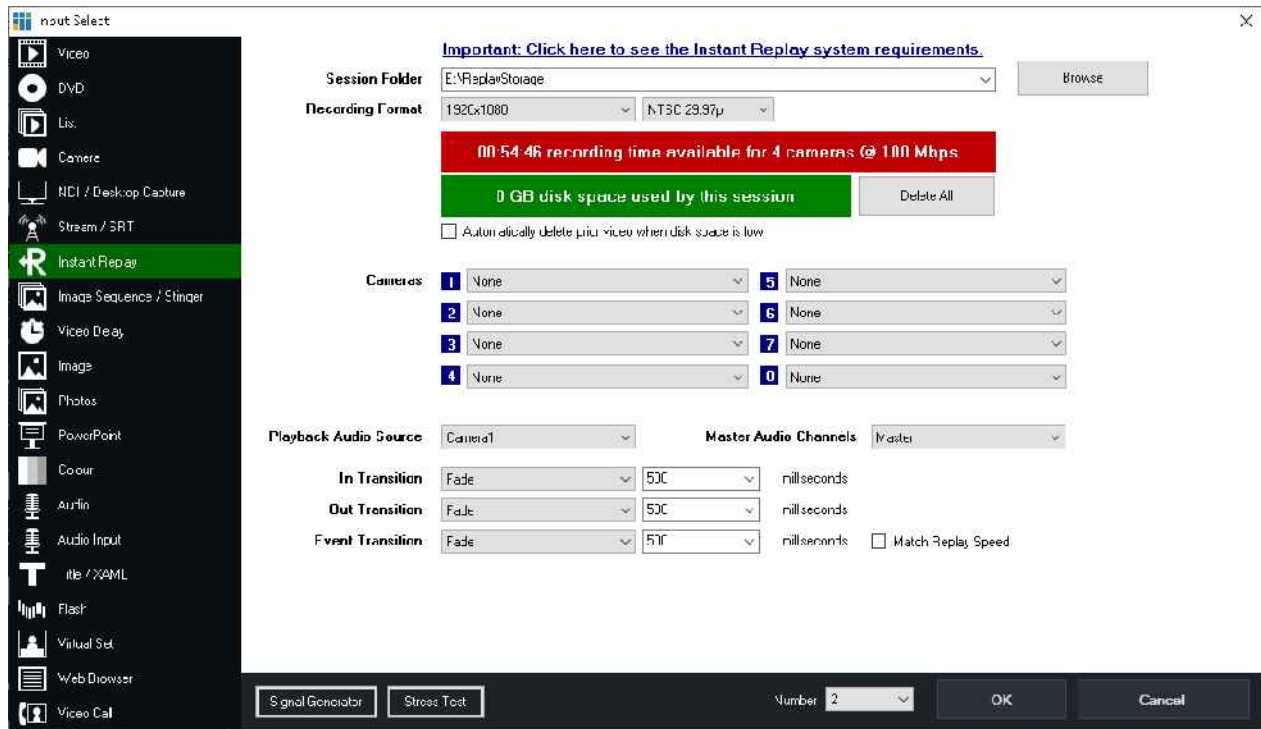 Input Select
Video
DVD
List
Camera
NDI / Desktop Capture
Stream / SRT
Instant Replay
Image Sequence / Stinger
Video Delay
Image
Photos
PowerPoint
Colour
Audio
Audio Input
Title / XAML
Flash
Virtual Set
Web Browser
Video Call
Important: Click here to see the Instant Replay system requirements.
Session Folder E:\ReplayStorage Browse
Recording Format 1920x1080 NTSC 29.97p
00:54:46 recording time available for 4 cameras @ 100 Mbps
0 GB disk space used by this session Delete All
Automatically delete prior video when disk space is low
Cameras 1 None 5 None
2 None 6 None
3 None 7 None
4 None 0 None
Playback Audio Source Camera1 Master Audio Channels Master
In Transition Fade 500 milliseconds
Out Transition Fade 500 milliseconds
Event Transition Fade 500 milliseconds Match Replay Speed
Signal Generator Stress Test Number 2 OK Cancel